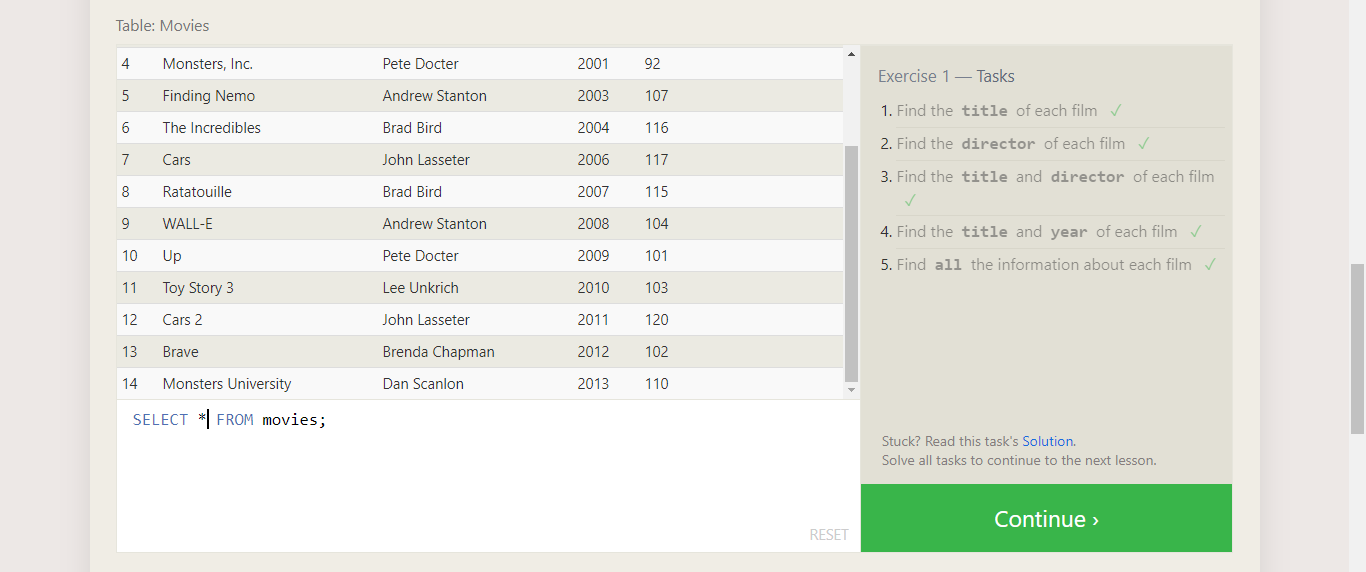 Table: Movies
4 Monsters, Inc. Pete Docter 2001 92
5 Finding Nemo Andrew Stanton 2003 107
6 The Incredibles Brad Bird 2004 116
7 Cars John Lasseter 2006 117
8 Ratatouille Brad Bird 2007 115
9 WALL-E Andrew Stanton 2008 104
10 Up Pete Docter 2009 101
11 Toy Story 3 Lee Unkrich 2010 103
12 Cars 2 John Lasseter 2011 120
13 Brave Brenda Chapman 2012 102
14 Monsters University Dan Scanlon 2013 110
SELECT * FROM movies;
RESET
Exercise 1 — Tasks
1. Find the title of each film ✓
2. Find the director of each film ✓
3. Find the title and director of each film
✓
4. Find the title and year of each film ✓
5. Find all the information about each film ✓
Stuck? Read this task's Solution.
Solve all tasks to continue to the next lesson.
Continue ›